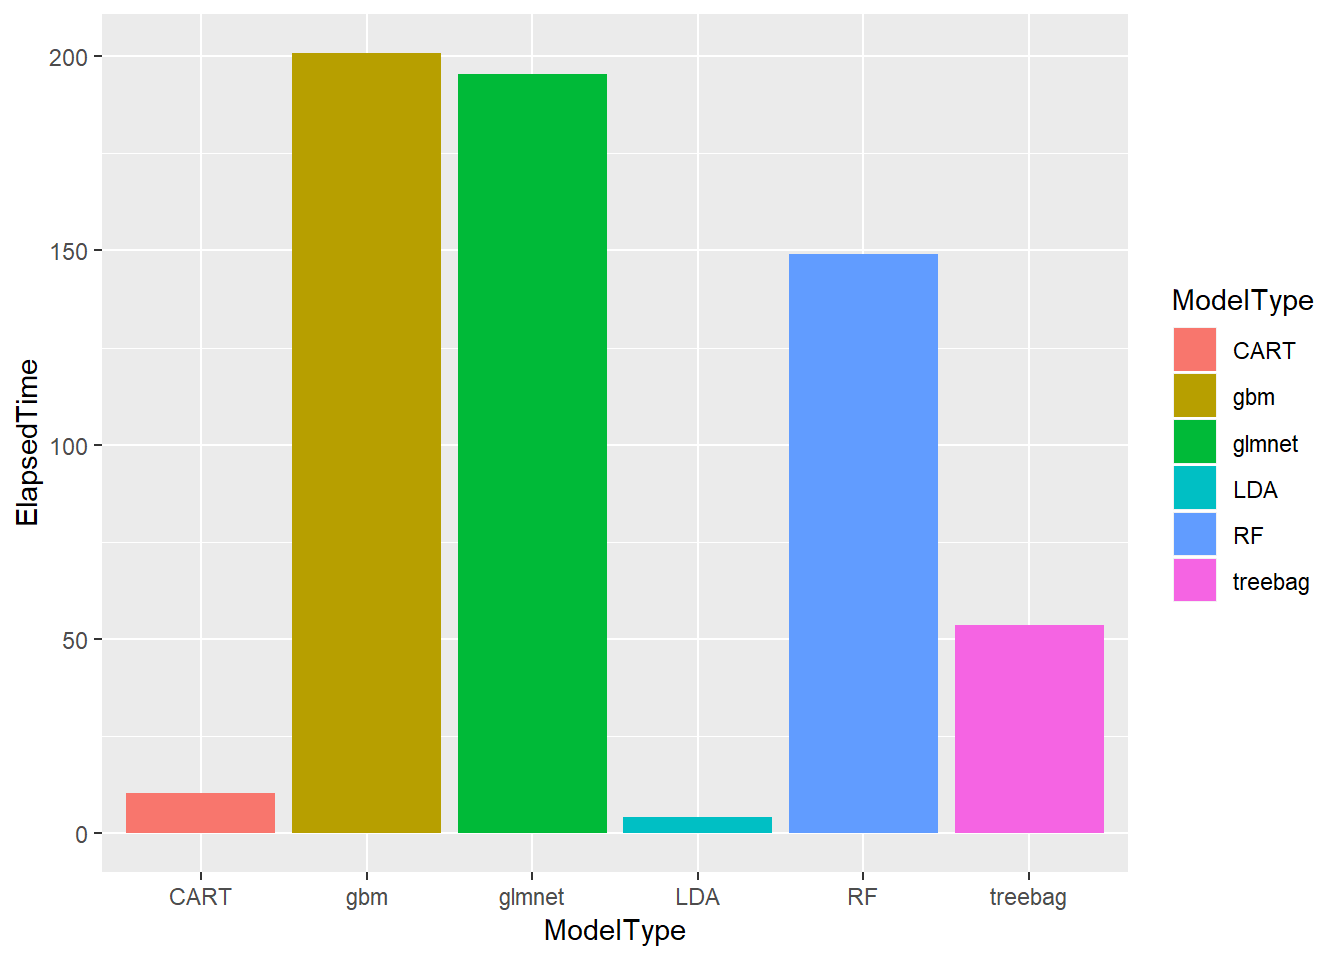 200
150
100
50
0
ElapsedTime
CART gbm glmnet LDA RF treebag
ModelType
ModelType
CART
gbm
glmnet
LDA
RF
treebag